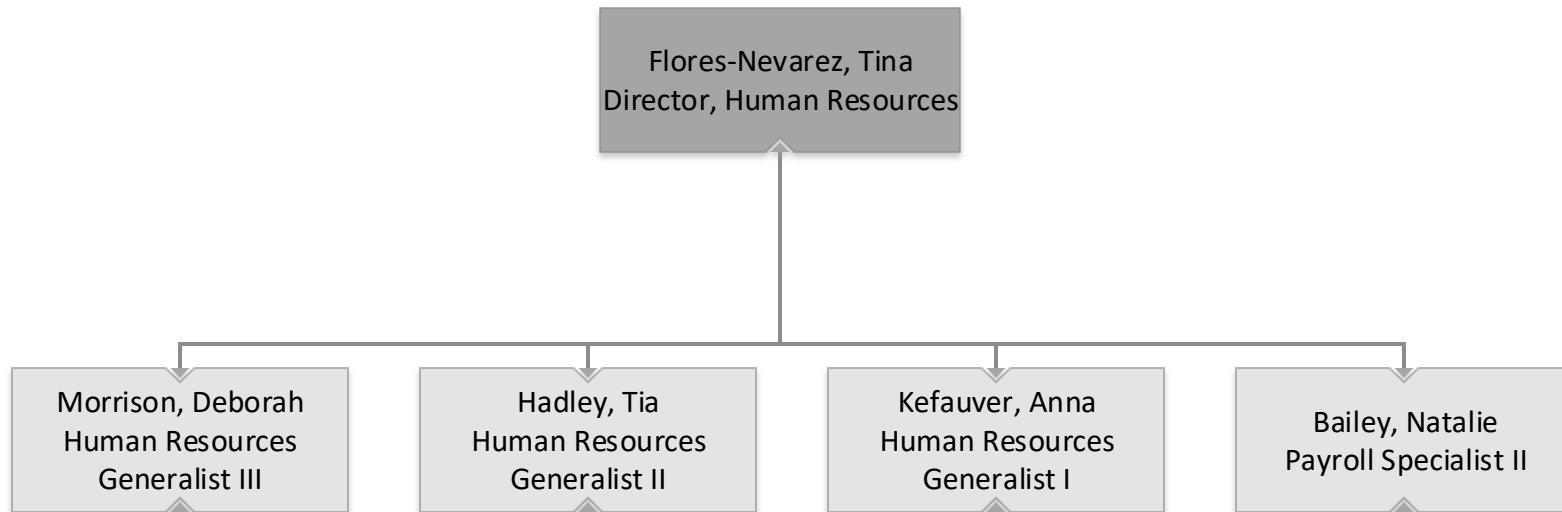 Flores-Nevarez, Tina
Director, Human Resources
Morrison, Deborah
Human Resources
Generalist III
Hadley, Tia
Human Resources
Generalist II
Kefauver, Anna
Human Resources
Generalist I
Bailey, Natalie
Payroll Specialist II